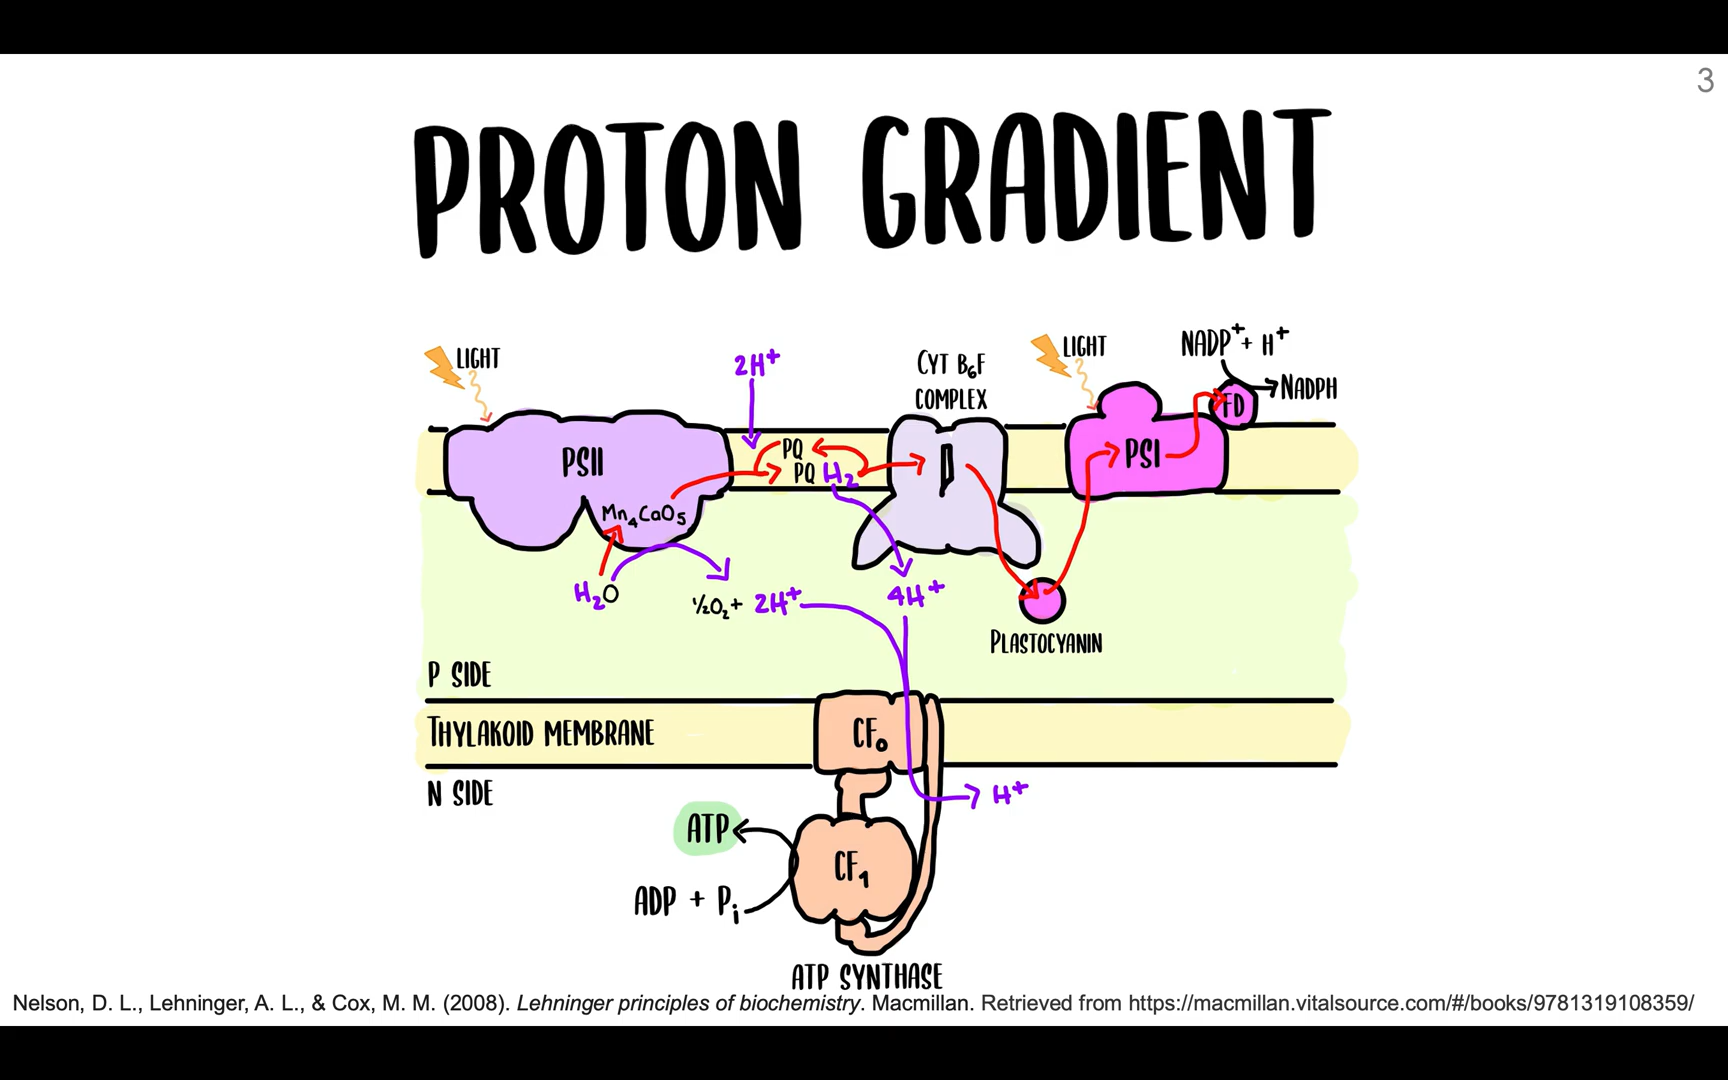 3
PROTON GRADIENT
LIGHT
2H⁺
CYT B₆F
COMPLEX
LIGHT
NADP⁺ + H⁺
NADPH
FD
PSII
PQ
PQ H₂
PSI
Mn₄CaO₅
H₂O
½O₂ + 2H⁺
4H⁺
PLASTOCYANIN
P SIDE
THYLAKOID MEMBRANE
CF₀
N SIDE
H⁺
ATP
CF₁
ADP + Pᵢ
ATP SYNTHASE
Nelson, D. L., Lehninger, A. L., & Cox, M. M. (2008). Lehninger principles of biochemistry. Macmillan. Retrieved from https://macmillan.vitalsource.com/#/books/9781319108359/